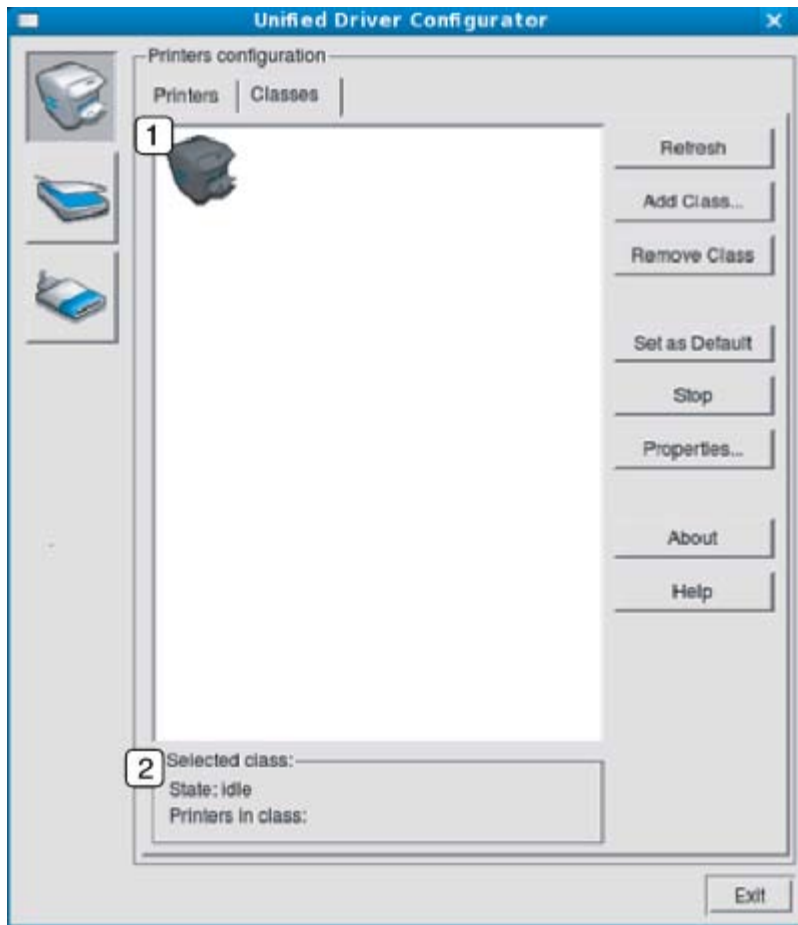 Unified Driver Configurator
Printers configuration
Printers Classes
1
Refresh
Add Class...
Remove Class
Set as Default
Stop
Properties...
About
Help
2
Selected class:
State: idle
Printers in class:
Exit